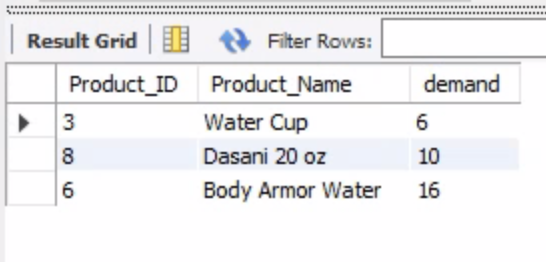 Result Grid Filter Rows:
Product_ID Product_Name demand
3 Water Cup 6
8 Dasani 20 oz 10
6 Body Armor Water 16